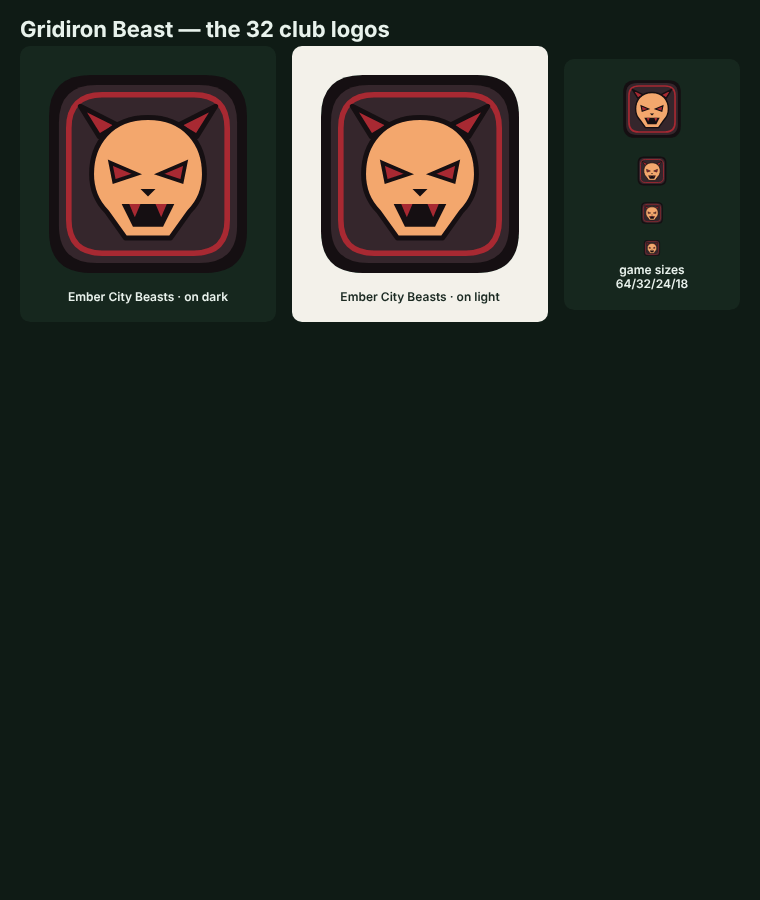 Gridiron Beast — the 32 club logos
Ember City Beasts · on dark
Ember City Beasts · on light
game sizes
64/32/24/18